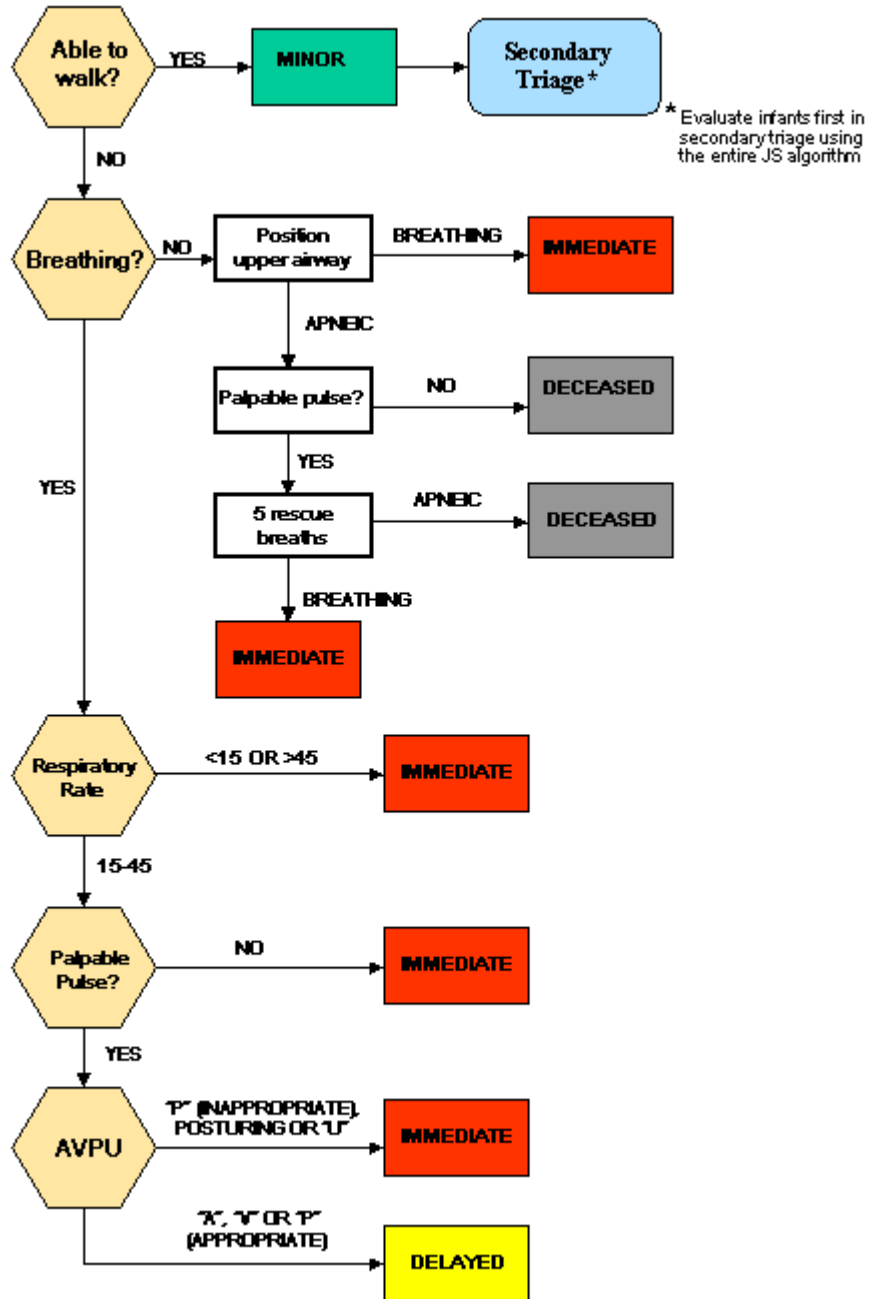 Able to
walk?
YES
MINOR
Secondary
Triage*
* Evaluate infants first in
secondary triage using
the entire JS algorithm
NO
Breathing?
NO
Position
upper airway
BREATHING
IMMEDIATE
APNEIC
Palpable pulse?
NO
DECEASED
YES
YES
5 rescue
breaths
APNEIC
DECEASED
BREATHING
IMMEDIATE
Respiratory
Rate
<15 OR >45
IMMEDIATE
15-45
Palpable
Pulse?
NO
IMMEDIATE
YES
AVPU
"P" (INAPPROPRIATE),
POSTURING OR "U"
IMMEDIATE
"A", "V" OR "P"
(APPROPRIATE)
DELAYED